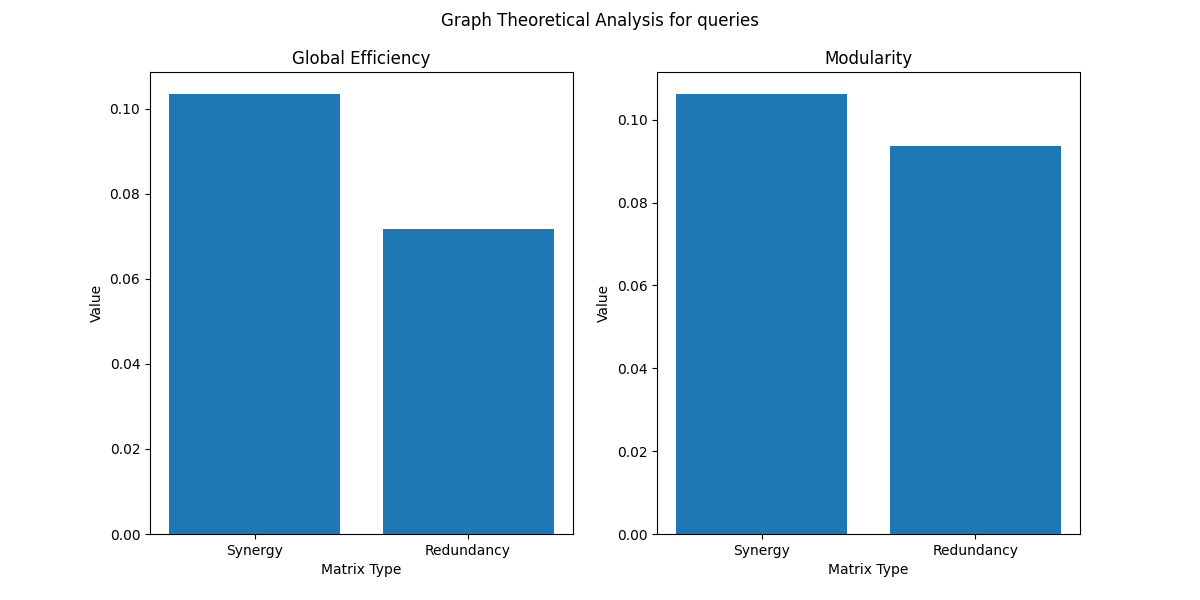 Graph Theoretical Analysis for queries
Global Efficiency
0.10
0.08
0.06
0.04
0.02
0.00
Value
Synergy
Redundancy
Matrix Type
Modularity
0.10
0.08
0.06
0.04
0.02
0.00
Value
Synergy
Redundancy
Matrix Type